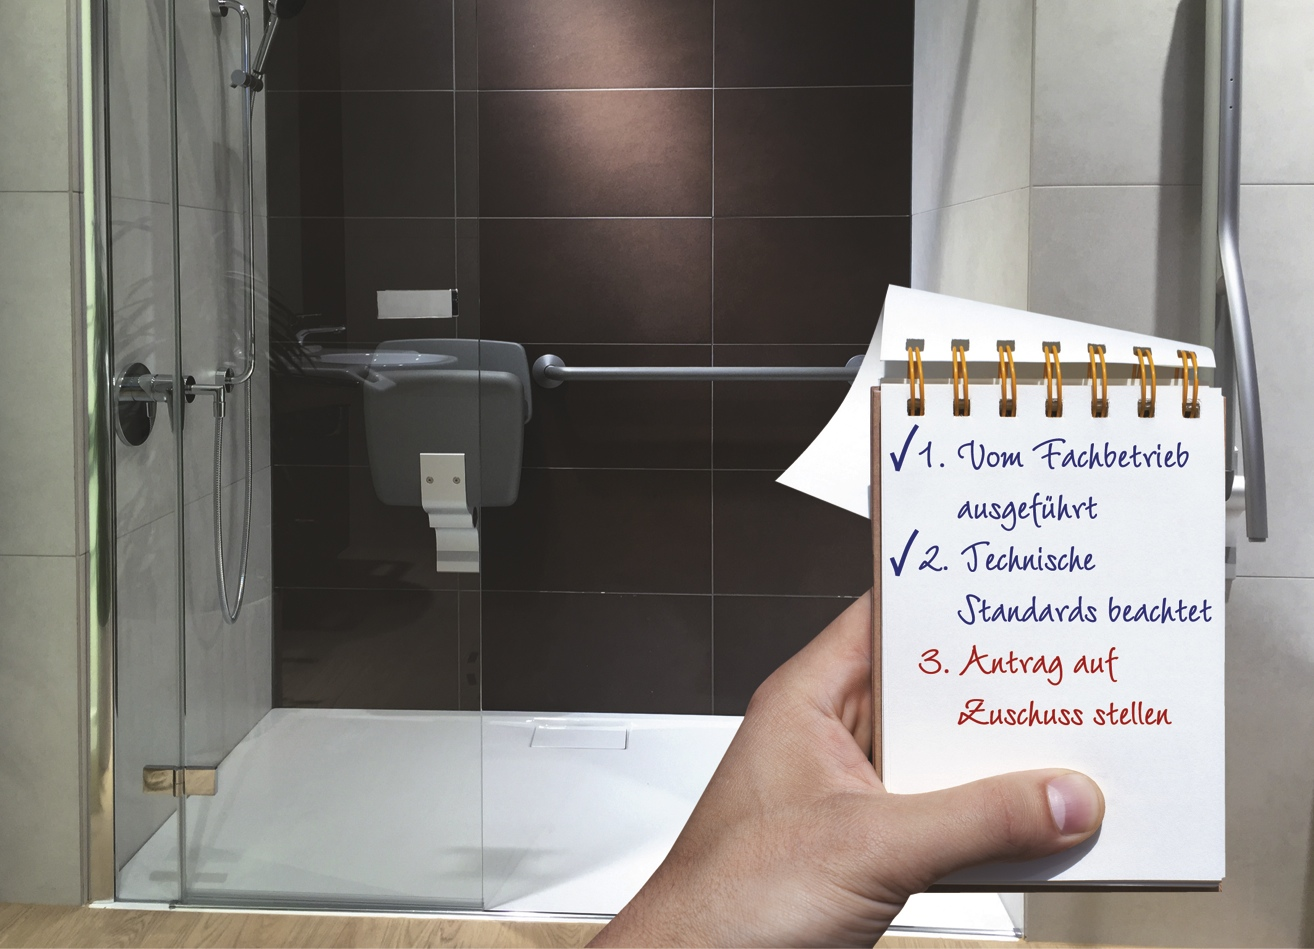 ✓1. Vom Fachbetrieb
ausgeführt
✓2. Technische
Standards beachtet
3. Antrag auf
Zuschuss stellen